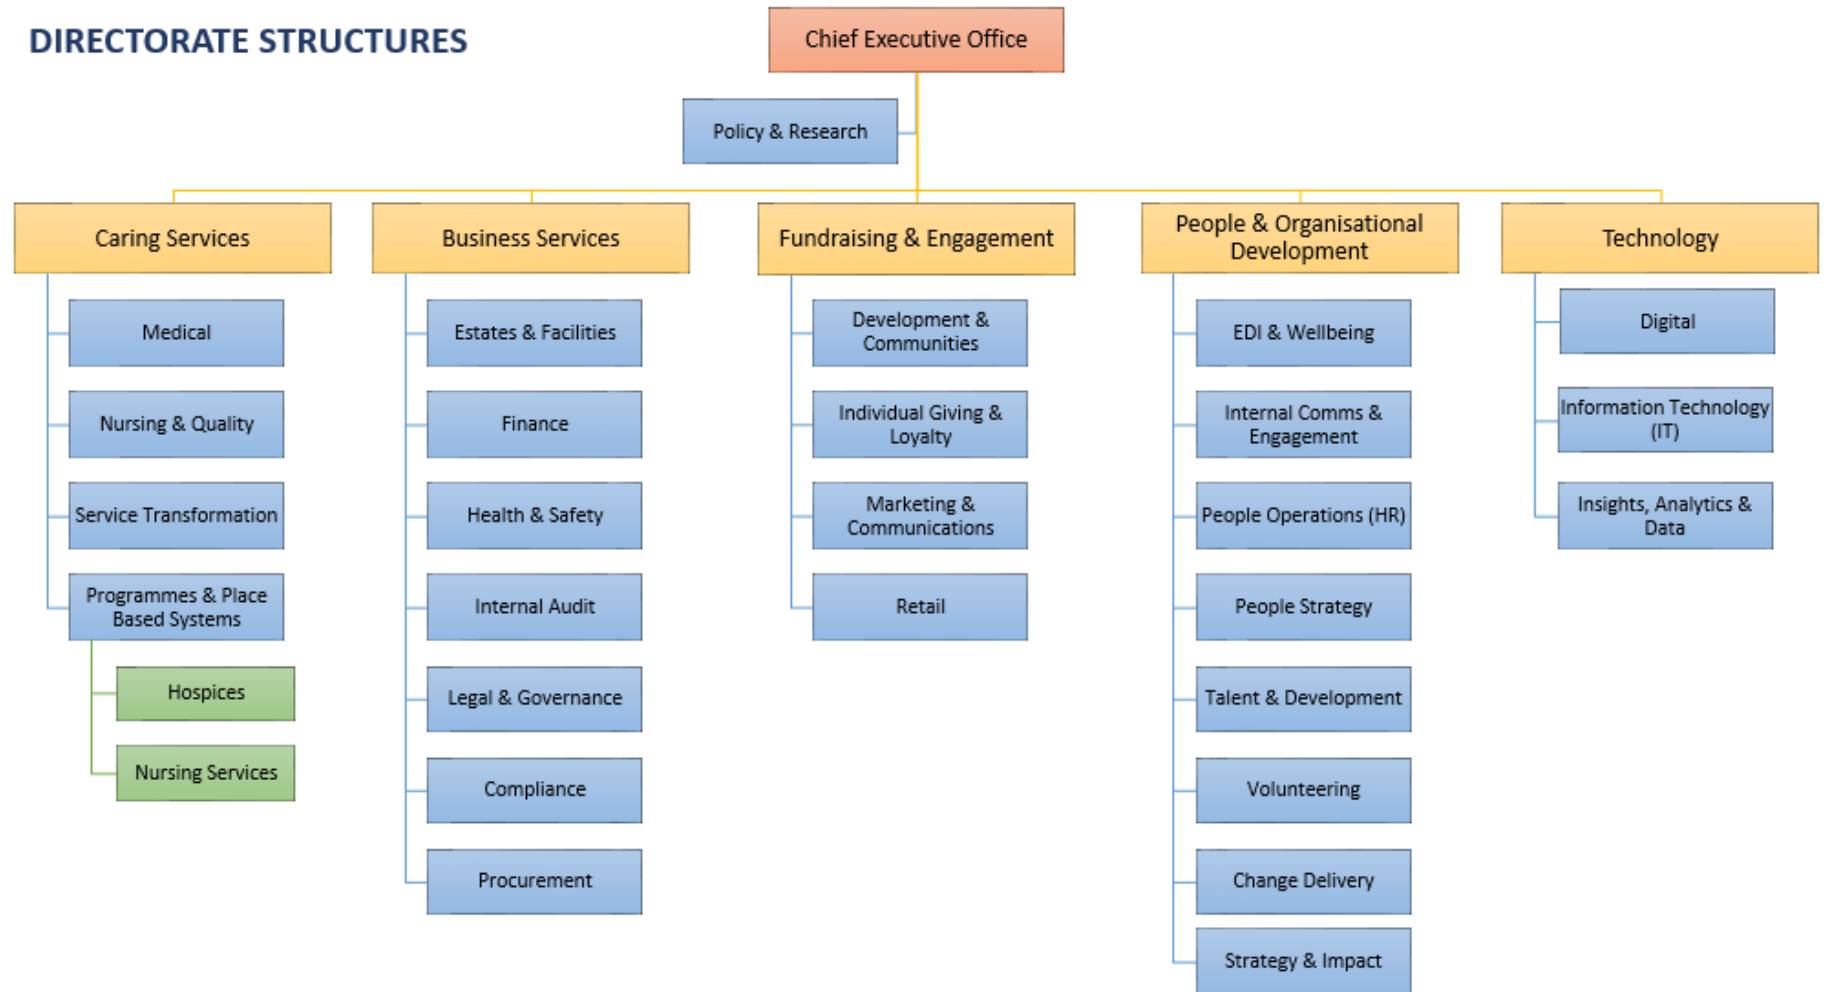 DIRECTORATE STRUCTURES
Chief Executive Office
Policy & Research
Caring Services
Medical
Nursing & Quality
Service Transformation
Programmes & Place
Based Systems
Hospices
Nursing Services
Business Services
Estates & Facilities
Finance
Health & Safety
Internal Audit
Legal & Governance
Compliance
Procurement
Fundraising & Engagement
Development &
Communities
Individual Giving &
Loyalty
Marketing &
Communications
Retail
People & Organisational
Development
EDI & Wellbeing
Internal Comms &
Engagement
People Operations (HR)
People Strategy
Talent & Development
Volunteering
Change Delivery
Strategy & Impact
Technology
Digital
Information Technology
(IT)
Insights, Analytics &
Data